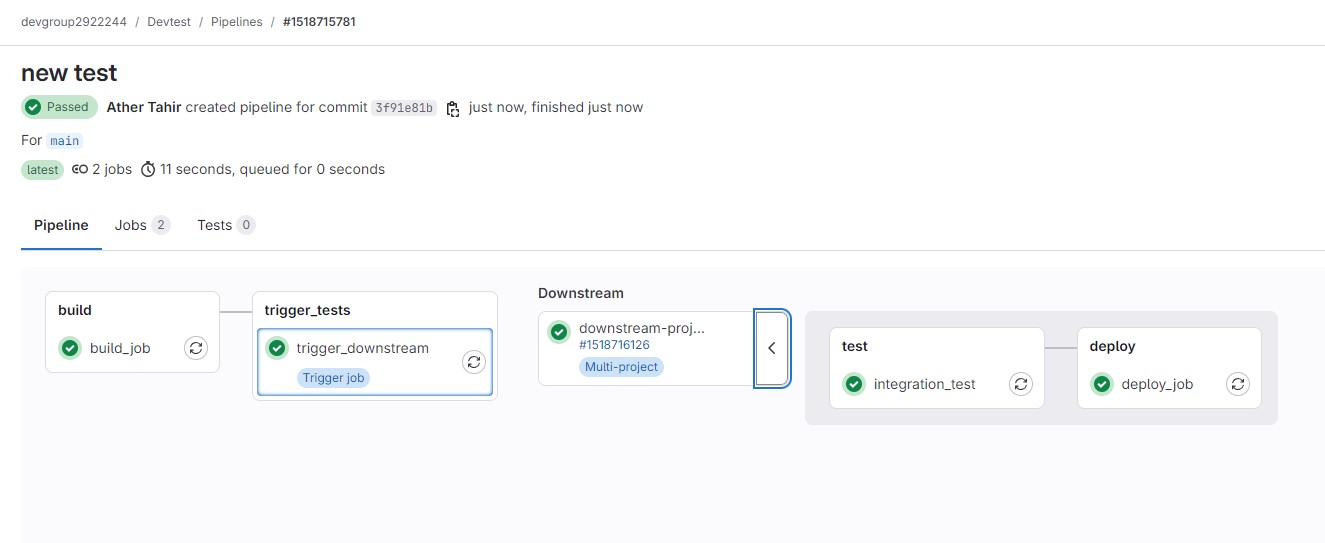 devgroup2922244 / Devtest / Pipelines / #1518715781
new test
Passed Ather Tahir created pipeline for commit 3f91e81b just now, finished just now
For main
latest 2 jobs 11 seconds, queued for 0 seconds
Pipeline Jobs 2 Tests 0
build
build_job
trigger_tests
trigger_downstream
Trigger job
Downstream
downstream-proj...
#1518716126
Multi-project
test
integration_test
deploy
deploy_job